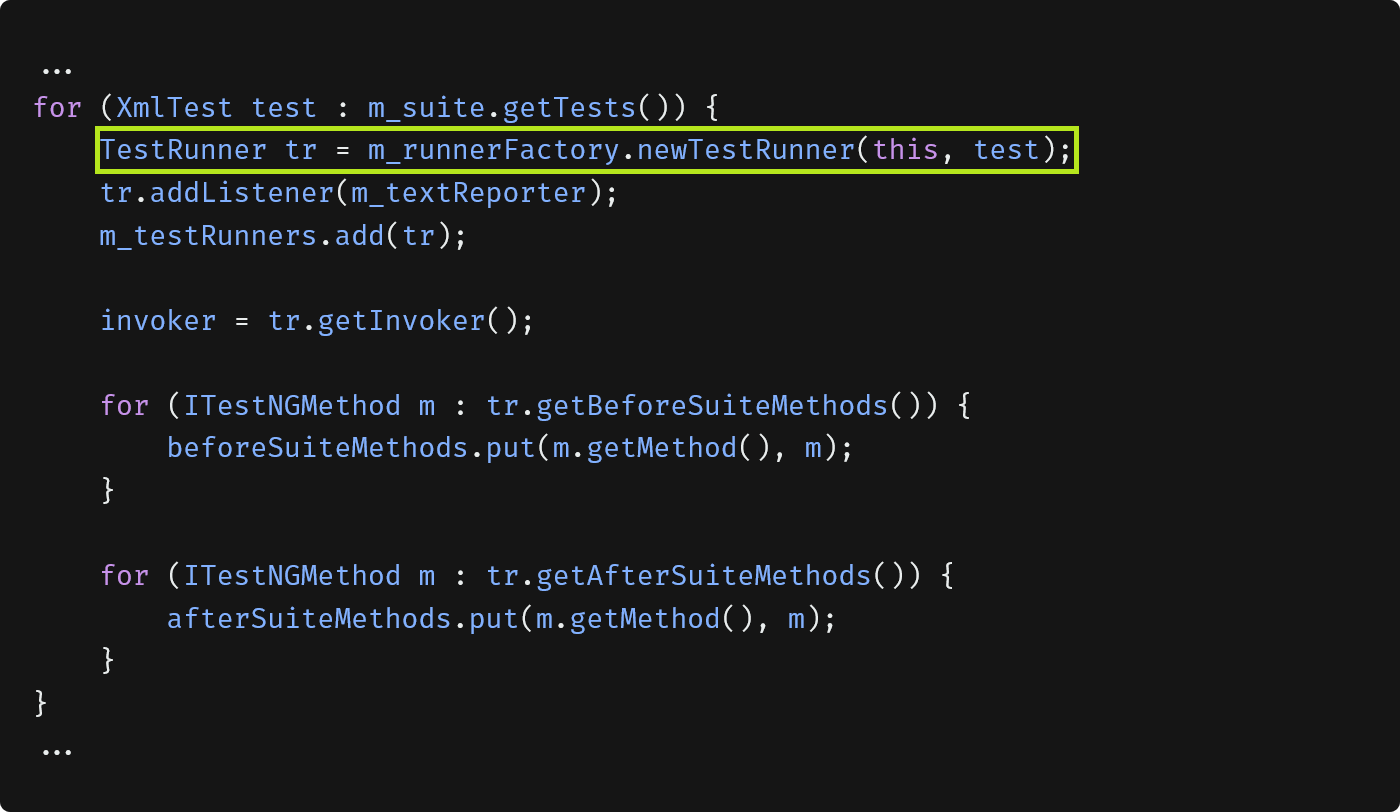 ...
for (XmlTest test : m_suite.getTests()) {
    TestRunner tr = m_runnerFactory.newTestRunner(this, test);
    tr.addListener(m_textReporter);
    m_testRunners.add(tr);

    invoker = tr.getInvoker();

    for (ITestNGMethod m : tr.getBeforeSuiteMethods()) {
        beforeSuiteMethods.put(m.getMethod(), m);
    }

    for (ITestNGMethod m : tr.getAfterSuiteMethods()) {
        afterSuiteMethods.put(m.getMethod(), m);
    }
}
...